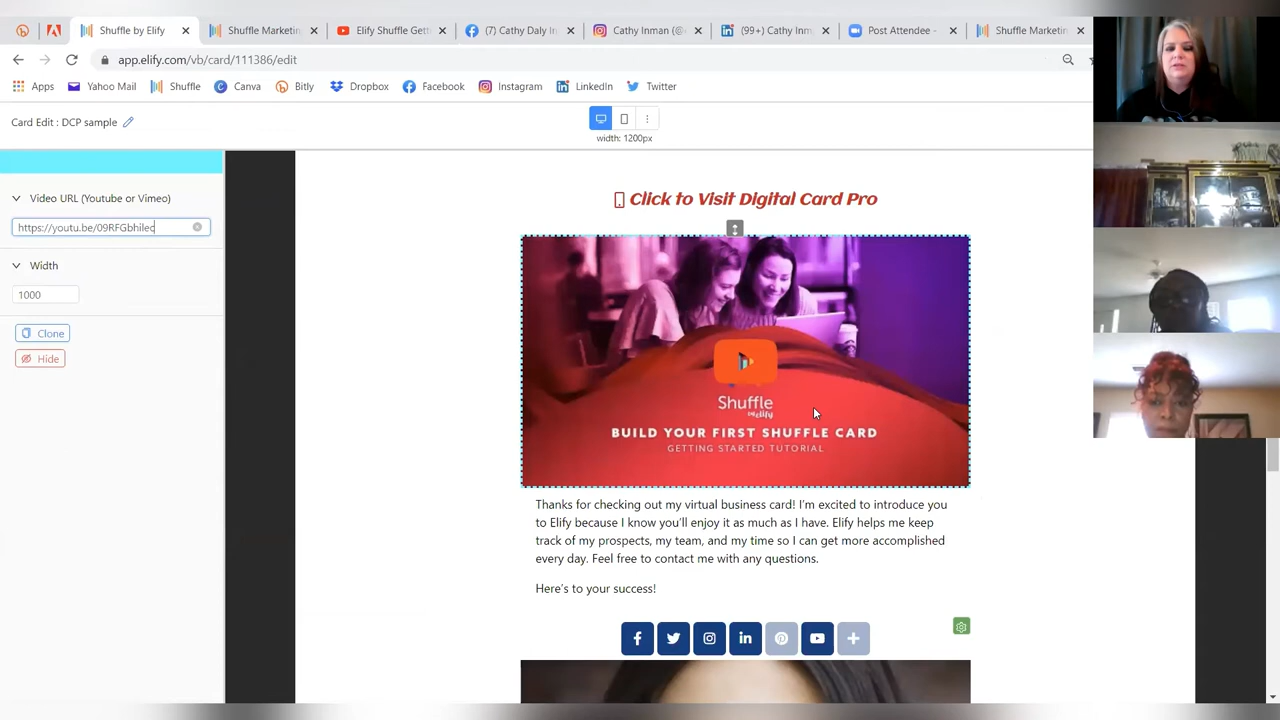 Shuffle by Elify
Shuffle Marketin
Elify Shuffle Gett
(7) Cathy Daly In
Cathy Inman (@
(99+) Cathy Inm
Post Attendee -
Shuffle Marketin
app.elify.com/vb/card/111386/edit
Apps
Yahoo Mail
Shuffle
Canva
Bitly
Dropbox
Facebook
Instagram
LinkedIn
Twitter
Card Edit : DCP sample
width: 1200px
Video URL (Youtube or Vimeo)
https://youtu.be/09RFGbhilec
Width
1000
Clone
Hide
Click to Visit Digital Card Pro
Shuffle
by elify
BUILD YOUR FIRST SHUFFLE CARD
GETTING STARTED TUTORIAL
Thanks for checking out my virtual business card! I'm excited to introduce you
to Elify because I know you'll enjoy it as much as I have. Elify helps me keep
track of my prospects, my team, and my time so I can get more accomplished
every day. Feel free to contact me with any questions.
Here's to your success!